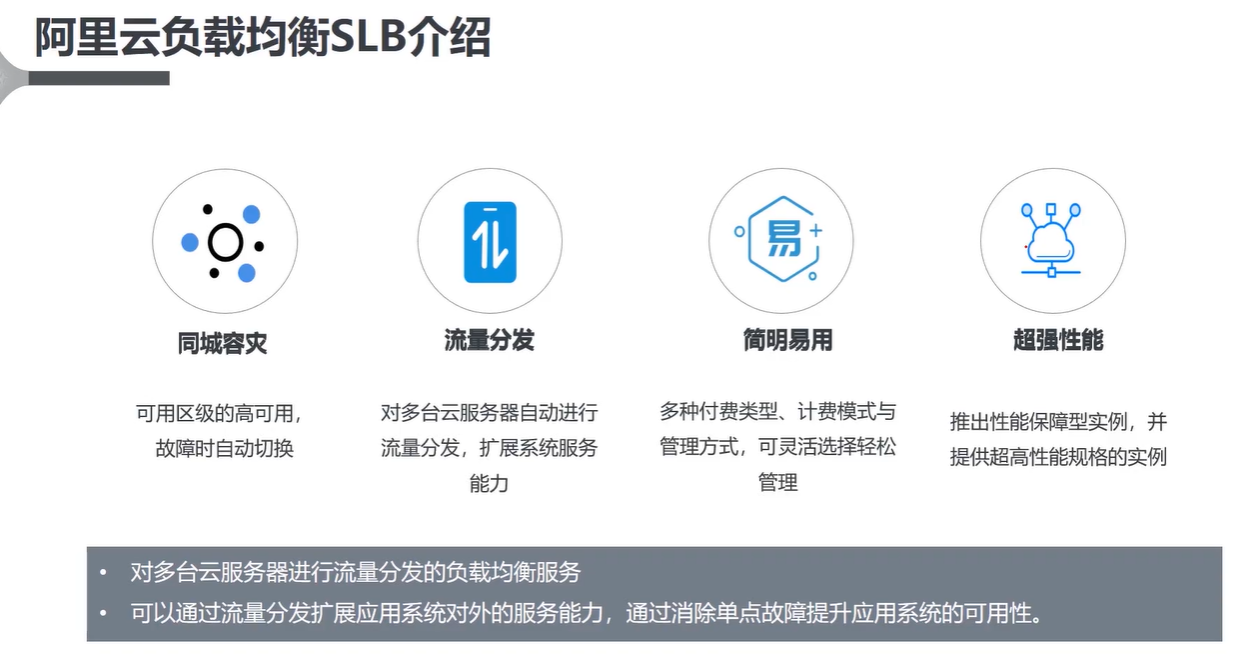 阿里云负载均衡SLB介绍
易
同城容灾
可用区级的高可用，
故障时自动切换
流量分发
对多台云服务器自动进行
流量分发，扩展系统服务
能力
简明易用
多种付费类型、计费模式与
管理方式，可灵活选择轻松
管理
超强性能
推出性能保障型实例，并
提供超高性能规格的实例
• 对多台云服务器进行流量分发的负载均衡服务
• 可以通过流量分发扩展应用系统对外的服务能力，通过消除单点故障提升应用系统的可用性。